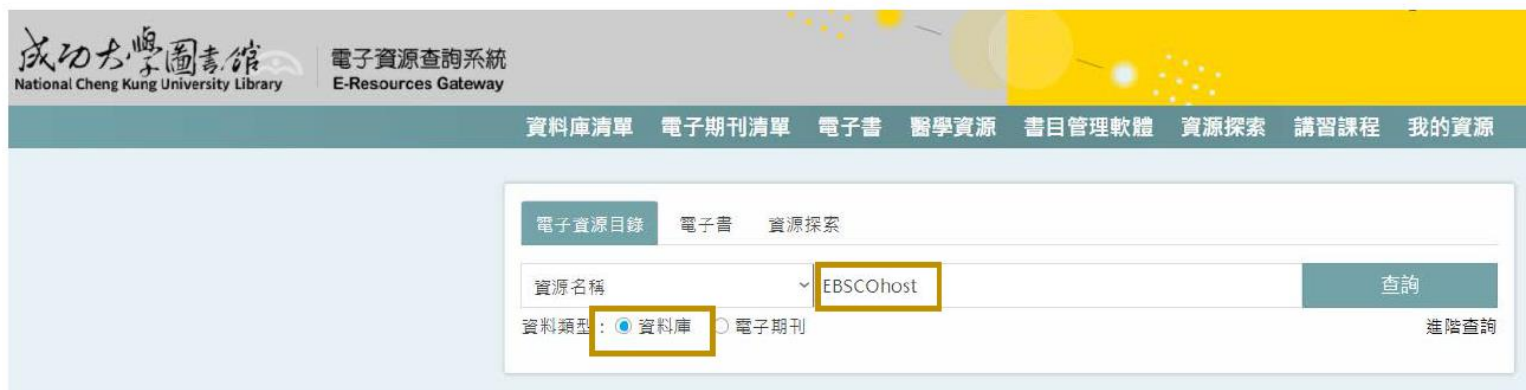 成功大學圖書館
National Cheng Kung University Library
電子資源查詢系統
E-Resources Gateway
資料庫清單 電子期刊清單 電子書 醫學資源 書目管理軟體 資源探索 講習課程 我的資源
電子資源目錄 電子書 資源探索
資源名稱 EBSCOhost 查詢
資料類型： 資料庫 電子期刊 進階查詢